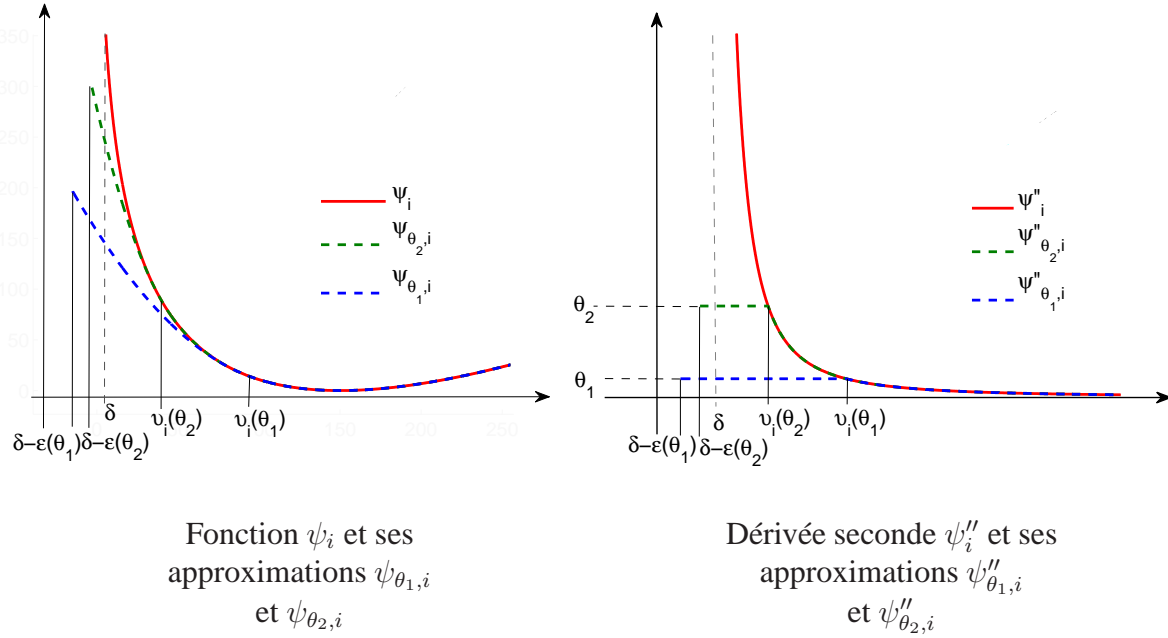 350
300
250
200
150
100
50
0
ψ_i
ψ_θ₂,i
ψ_θ₁,i
δ
υ_i(θ₂)
υ_i(θ₁)
δ−ε(θ₁)
δ−ε(θ₂)
250
ψ"_i
ψ"_θ₂,i
ψ"_θ₁,i
θ₂
θ₁
δ
υ_i(θ₂)
υ_i(θ₁)
δ−ε(θ₁)
δ−ε(θ₂)
Fonction ψ_i et ses
approximations ψ_θ₁,i
et ψ_θ₂,i
Dérivée seconde ψ″_i et ses
approximations ψ″_θ₁,i
et ψ″_θ₂,i